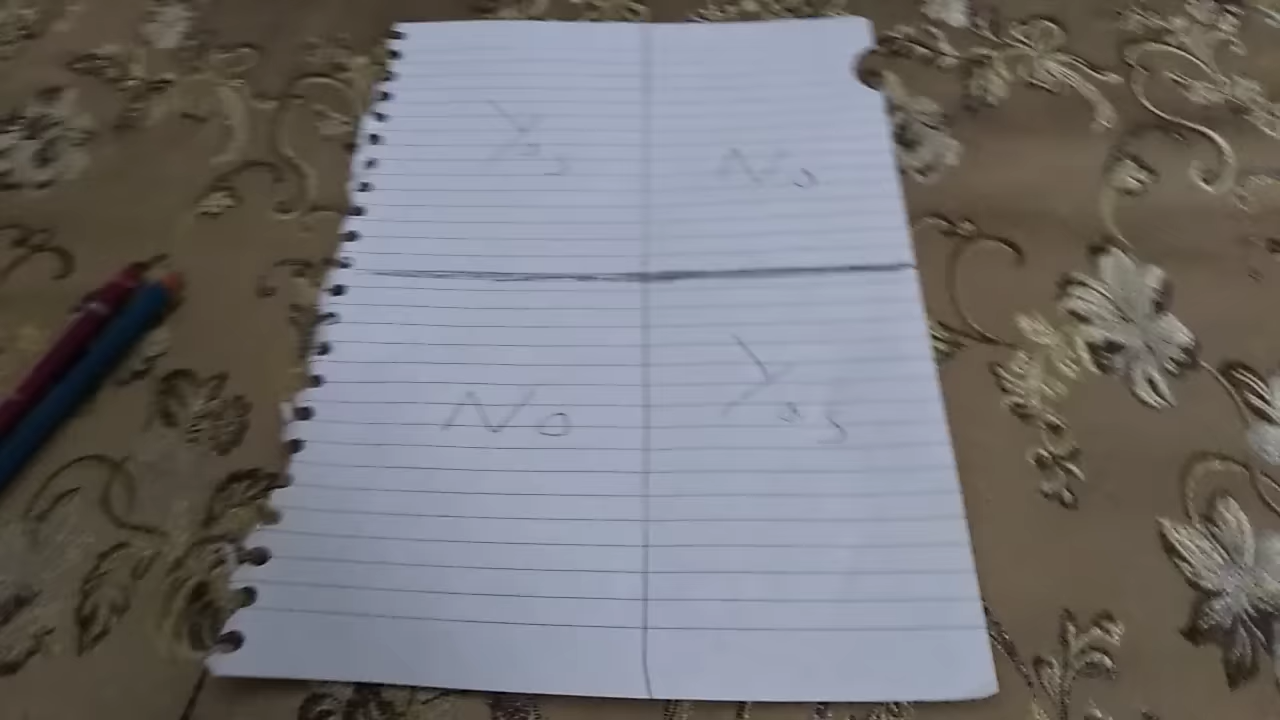 Yes No
No Yes